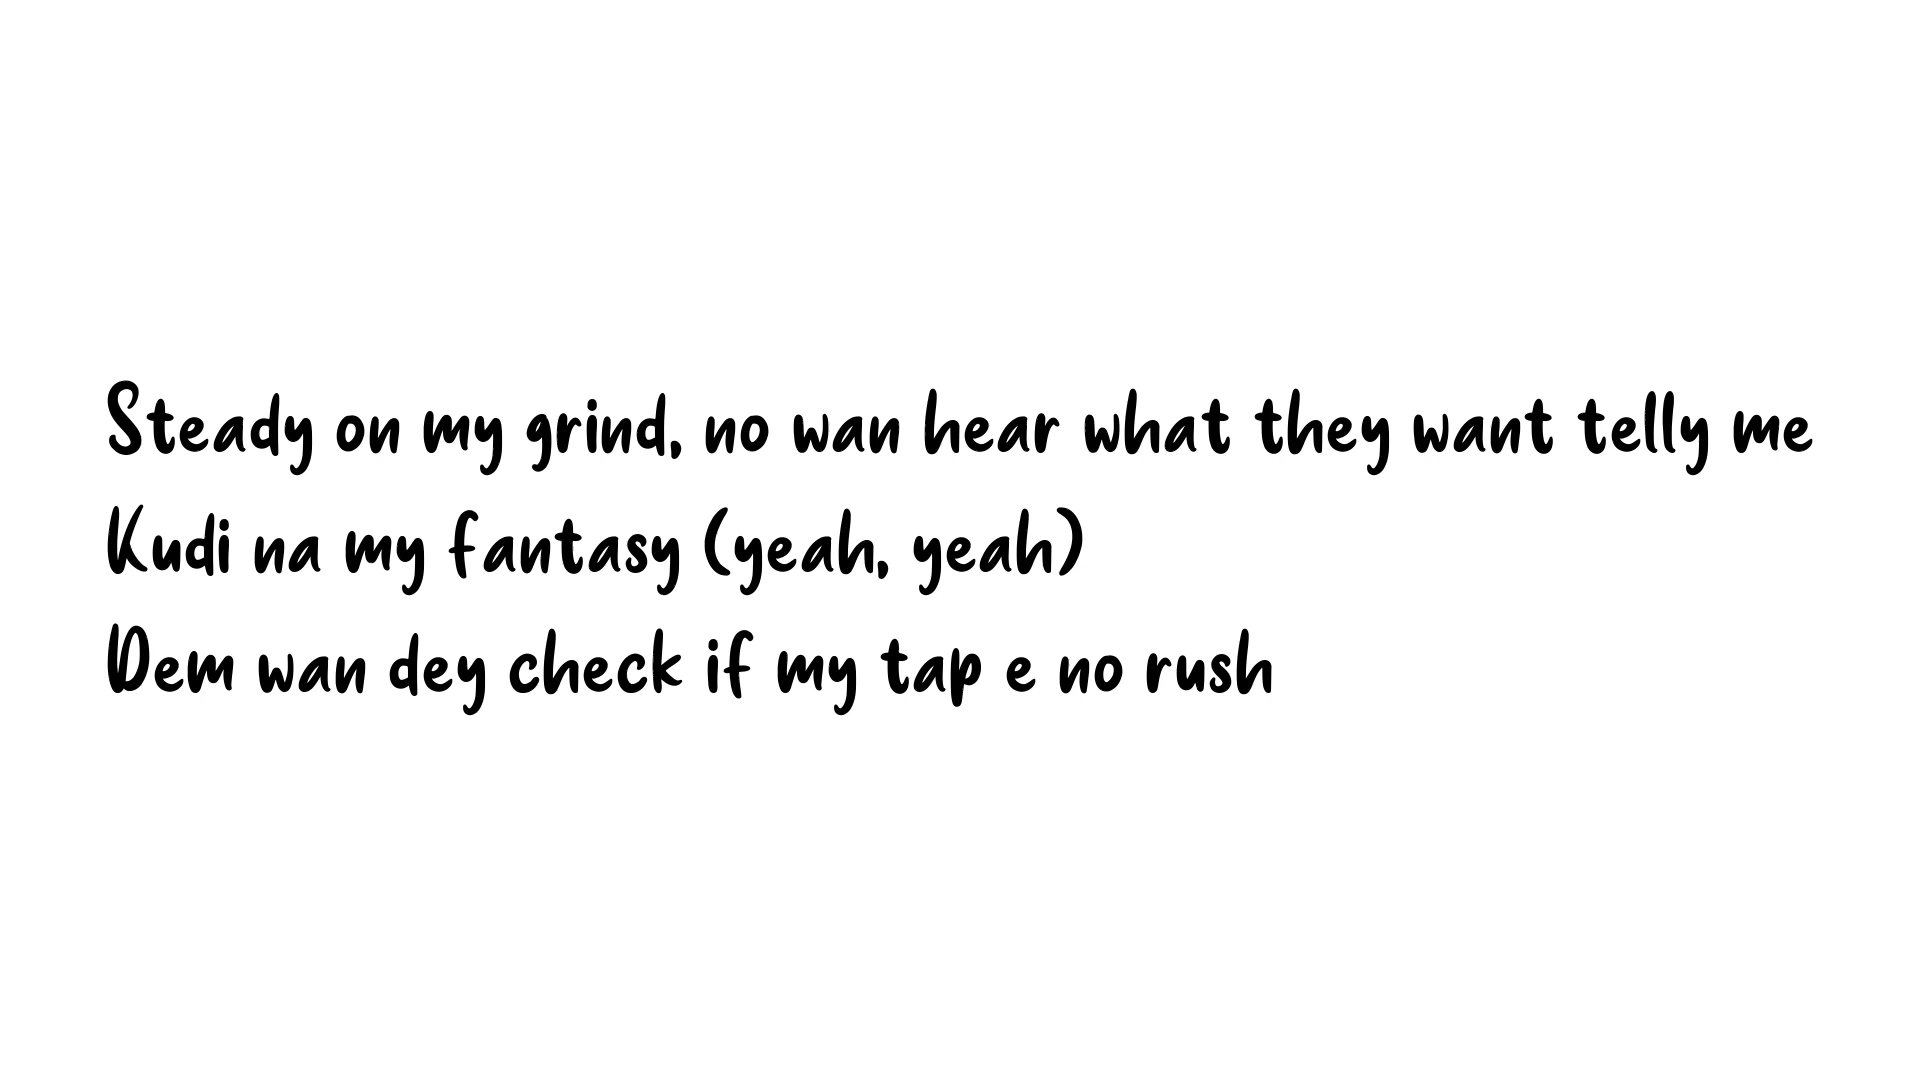 Steady on my grind, no wan hear what they want telly me
Kudi na my fantasy (yeah, yeah)
Dem wan dey check if my tap e no rush